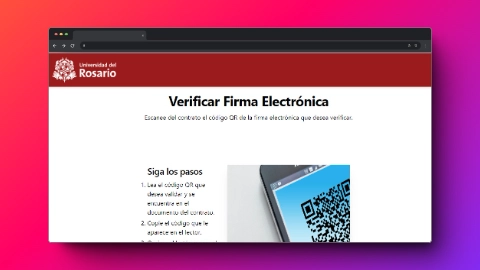 Universidad del
Rosario
Verificar Firma Electrónica
Escanee del contrato el código QR de la firma electrónica que desea verificar.
Siga los pasos
1. Lea el código QR que
desea validar y se
encuentra en el
documento del contrato.
2. Copie el código que le
aparece en el lector.